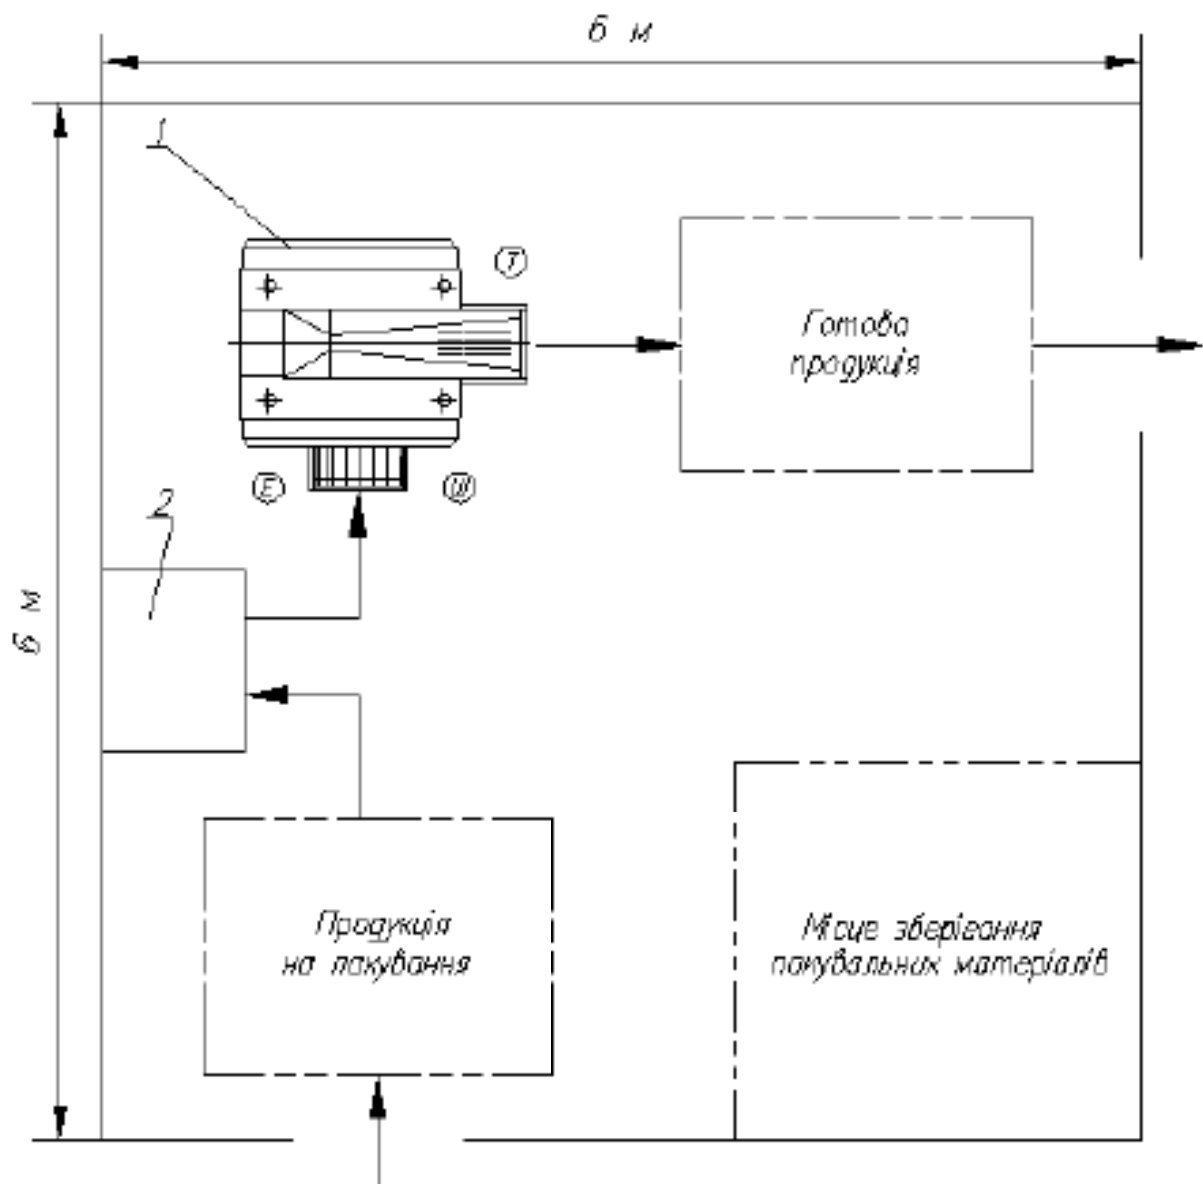 6 м
1
Т
Готова
продукція
Е
Ш
2
6 м
Продукція
на пакування
Місце зберігання
пакувальних матеріалів